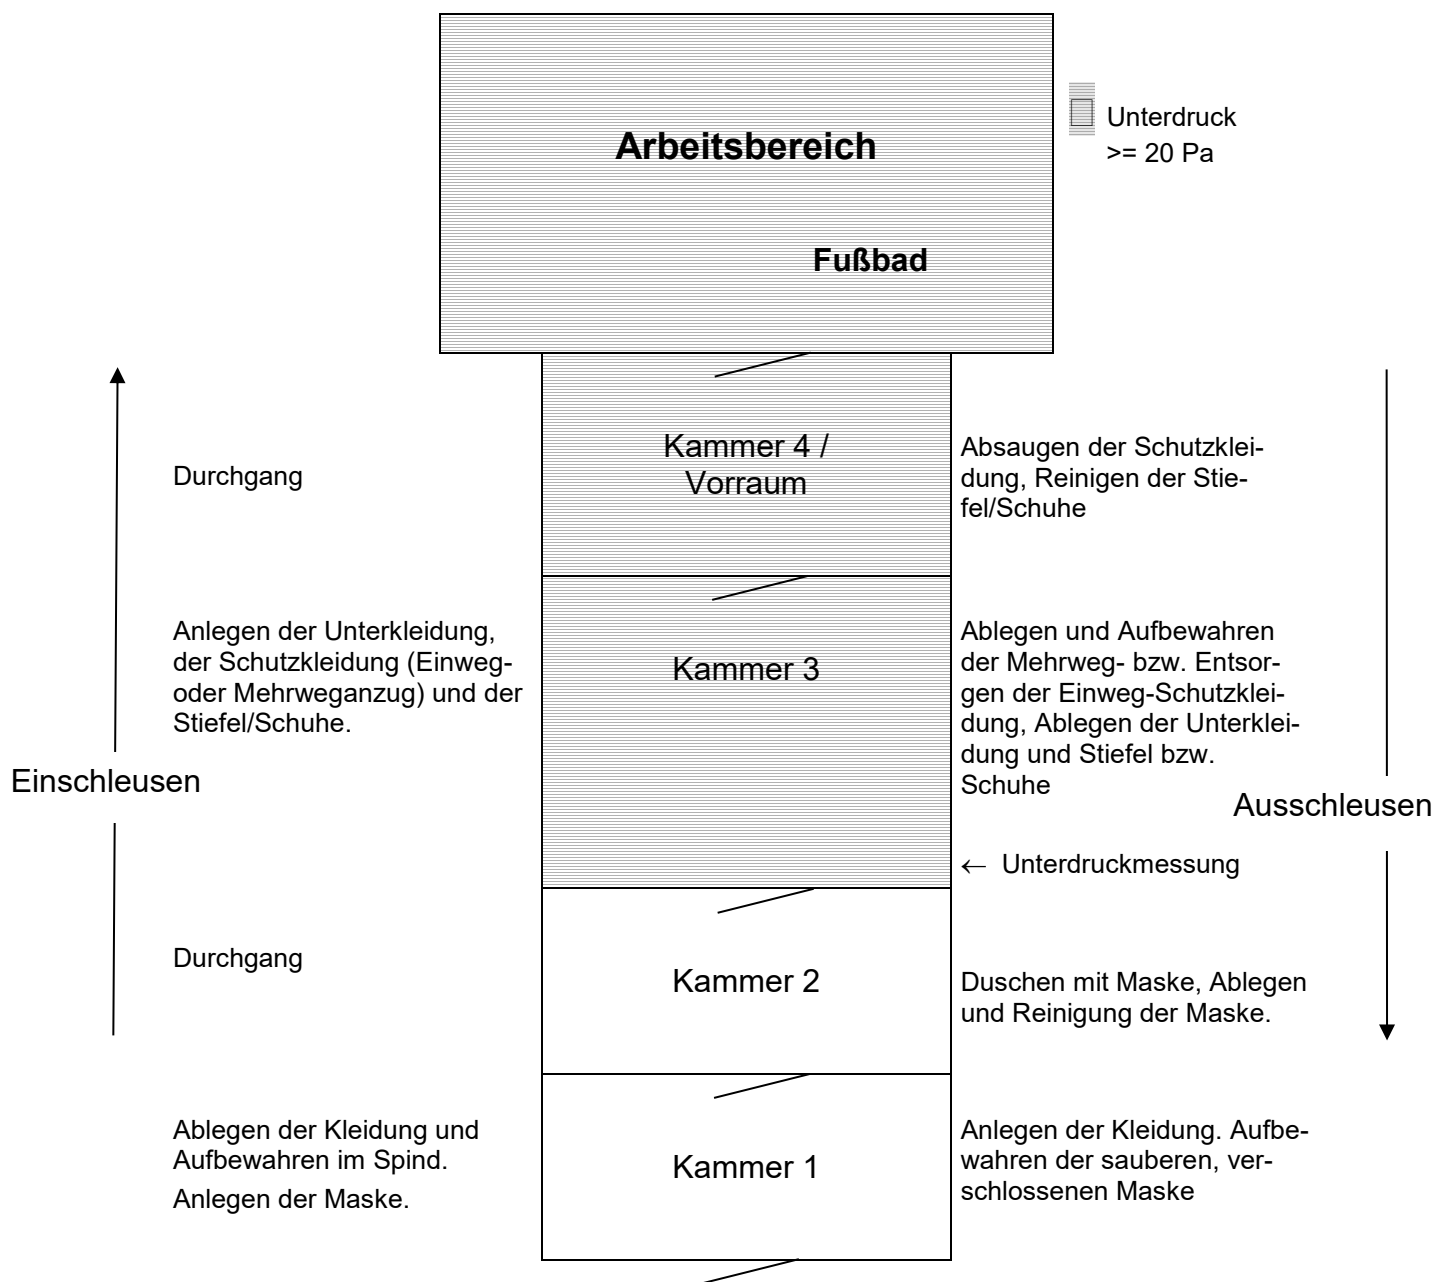 Arbeitsbereich
Unterdruck
>= 20 Pa
Fußbad
Durchgang
Kammer 4 /
Vorraum
Absaugen der Schutzklei-
dung, Reinigen der Stie-
fel/Schuhe
Anlegen der Unterkleidung,
der Schutzkleidung (Einweg-
oder Mehrweganzug) und der
Stiefel/Schuhe.
Kammer 3
Ablegen und Aufbewahren
der Mehrweg- bzw. Entsor-
gen der Einweg-Schutzklei-
dung, Ablegen der Unterklei-
dung und Stiefel bzw.
Schuhe
Einschleusen
Ausschleusen
← Unterdruckmessung
Durchgang
Kammer 2
Duschen mit Maske, Ablegen
und Reinigung der Maske.
Ablegen der Kleidung und
Aufbewahren im Spind.
Anlegen der Maske.
Kammer 1
Anlegen der Kleidung. Aufbe-
wahren der sauberen, ver-
schlossenen Maske